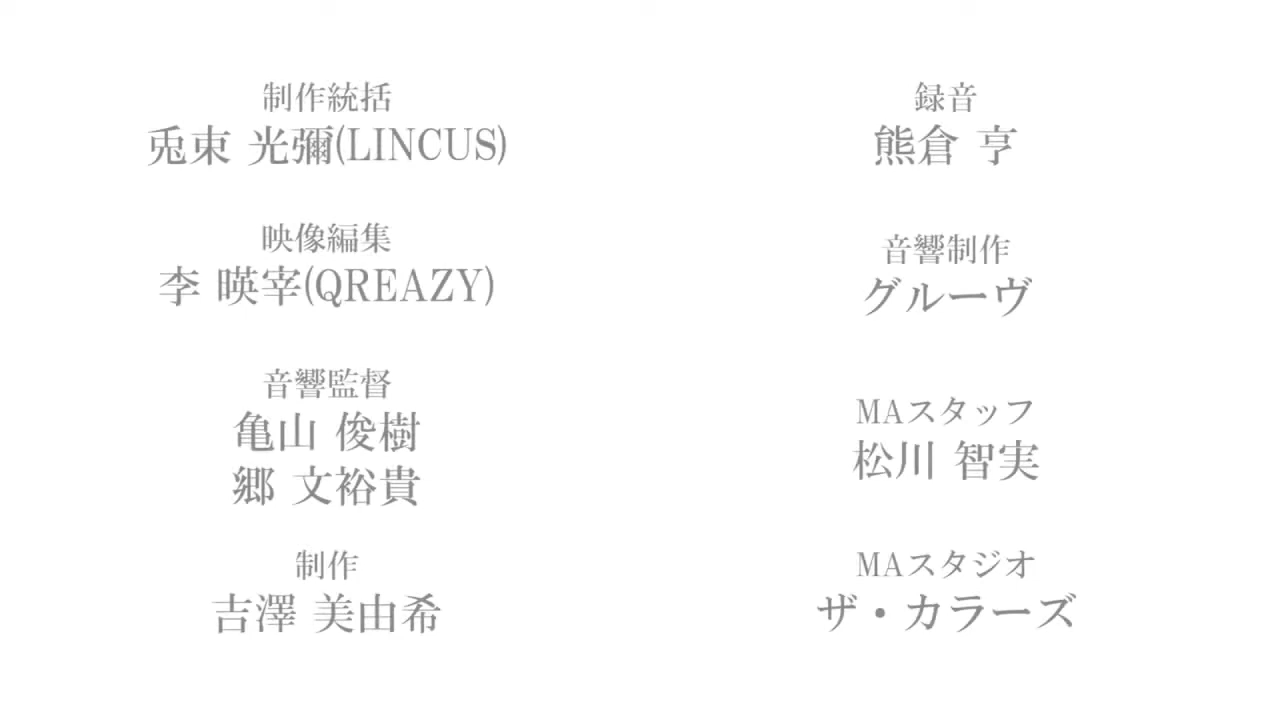 制作統括
兎束 光彌(LINCUS)
映像編集
李 暎宰(QREAZY)
音響監督
亀山 俊樹
郷 文裕貴
制作
吉澤 美由希
録音
熊倉 亨
音響制作
グルーヴ
MAスタッフ
松川 智実
MAスタジオ
ザ・カラーズ